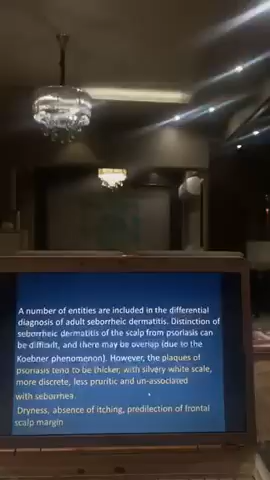 A number of entities are included in the differential
diagnosis of adult seborrheic dermatitis. Distinction of
seborrheic dermatitis of the scalp from psoriasis can
be difficult, and there may be overlap (due to the
Koebner phenomenon). However, the plaques of
psoriasis tend to be thicker, with silvery white scale,
more discrete, less pruritic and un-associated
with seborrhea.
Dryness, absence of itching, predilection of frontal
scalp margin